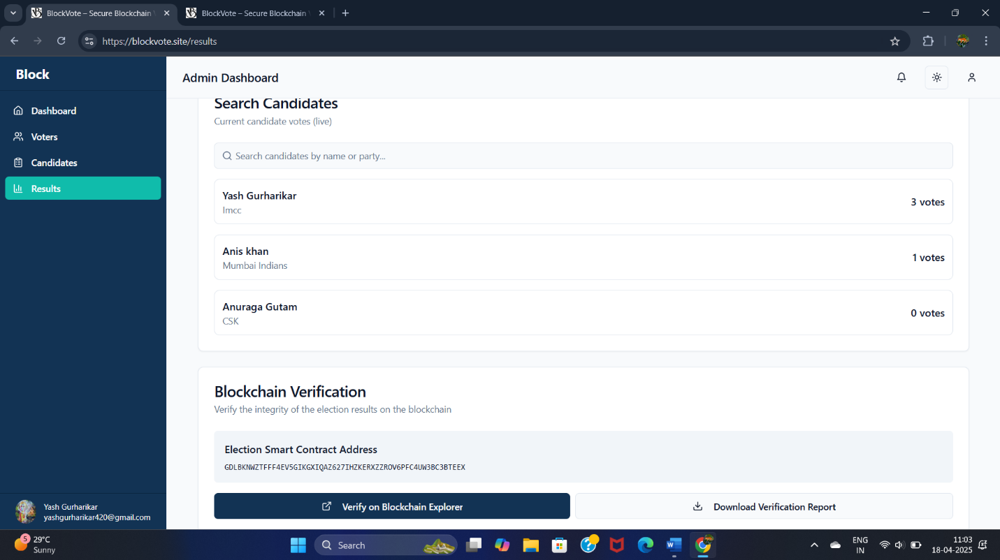 BlockVote – Secure Blockchain
BlockVote – Secure Blockchain
https://blockvote.site/results
Block
Admin Dashboard
Dashboard
Voters
Candidates
Results
Search Candidates
Current candidate votes (live)
Search candidates by name or party...
Yash Gurharikar
Imcc
3 votes
Anis khan
Mumbai Indians
1 votes
Anuraga Gutam
CSK
0 votes
Blockchain Verification
Verify the integrity of the election results on the blockchain
Election Smart Contract Address
GDLBKNWZTFFF4EV5GIKGXIQAZ627IHZKERXZZROV6PFC4UW3BC3BTEEX
Verify on Blockchain Explorer
Download Verification Report
Yash Gurharikar
yashgurharikar420@gmail.com
5
29°C
Sunny
Search
ENG
IN
11:03
18-04-2025